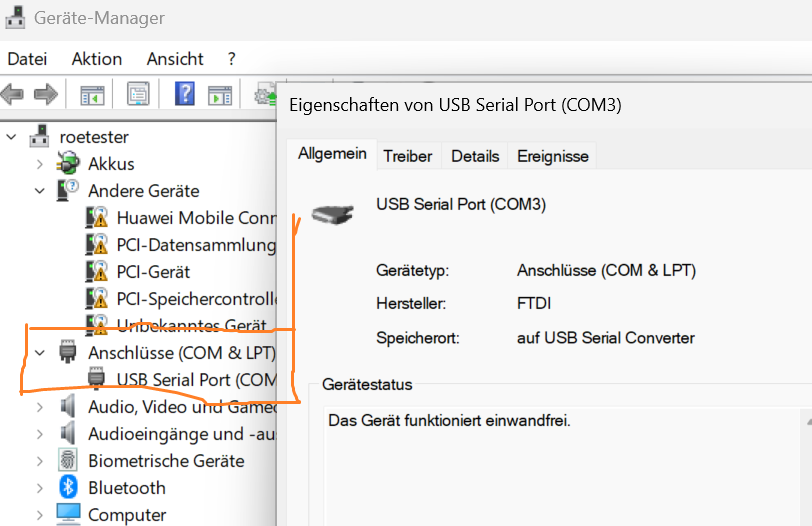 Geräte-Manager
Datei Aktion Ansicht ?
roetester
Akkus
Andere Geräte
Huawei Mobile Conn
PCI-Datensammlung
PCI-Gerät
PCI-Speichercontrolle
Unbekanntes Gerät
Anschlüsse (COM & LPT)
USB Serial Port (COM
Audio, Video und Gamec
Audioeingänge und -aus
Biometrische Geräte
Bluetooth
Computer
Eigenschaften von USB Serial Port (COM3)
Allgemein Treiber Details Ereignisse
USB Serial Port (COM3)
Gerätetyp: Anschlüsse (COM & LPT)
Hersteller: FTDI
Speicherort: auf USB Serial Converter
Gerätestatus
Das Gerät funktioniert einwandfrei.